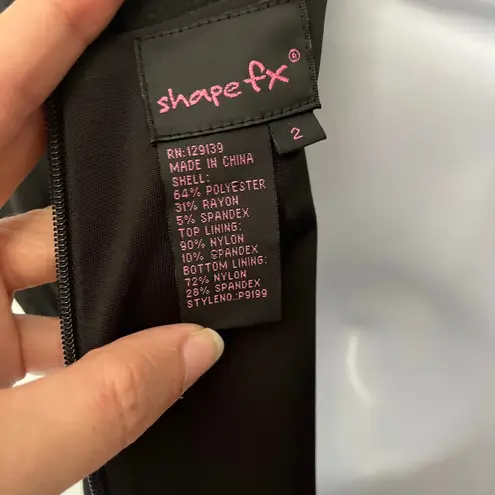 shape fx®
2
RN:129139
MADE IN CHINA
SHELL:
64% POLYESTER
31% RAYON
5% SPANDEX
TOP LINING:
90% NYLON
10% SPANDEX
BOTTOM LINING:
72% NYLON
28% SPANDEX
STYLENO.:P9199